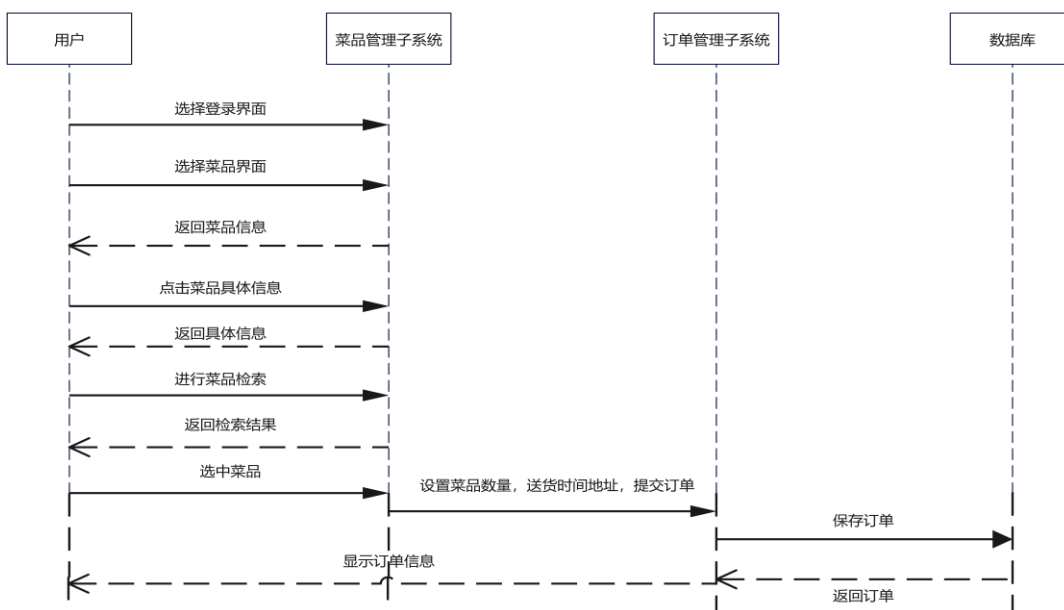 用户
菜品管理子系统
订单管理子系统
数据库
选择登录界面
选择菜品界面
返回菜品信息
点击菜品具体信息
返回具体信息
进行菜品检索
返回检索结果
选中菜品
设置菜品数量，送货时间地址，提交订单
保存订单
显示订单信息
返回订单